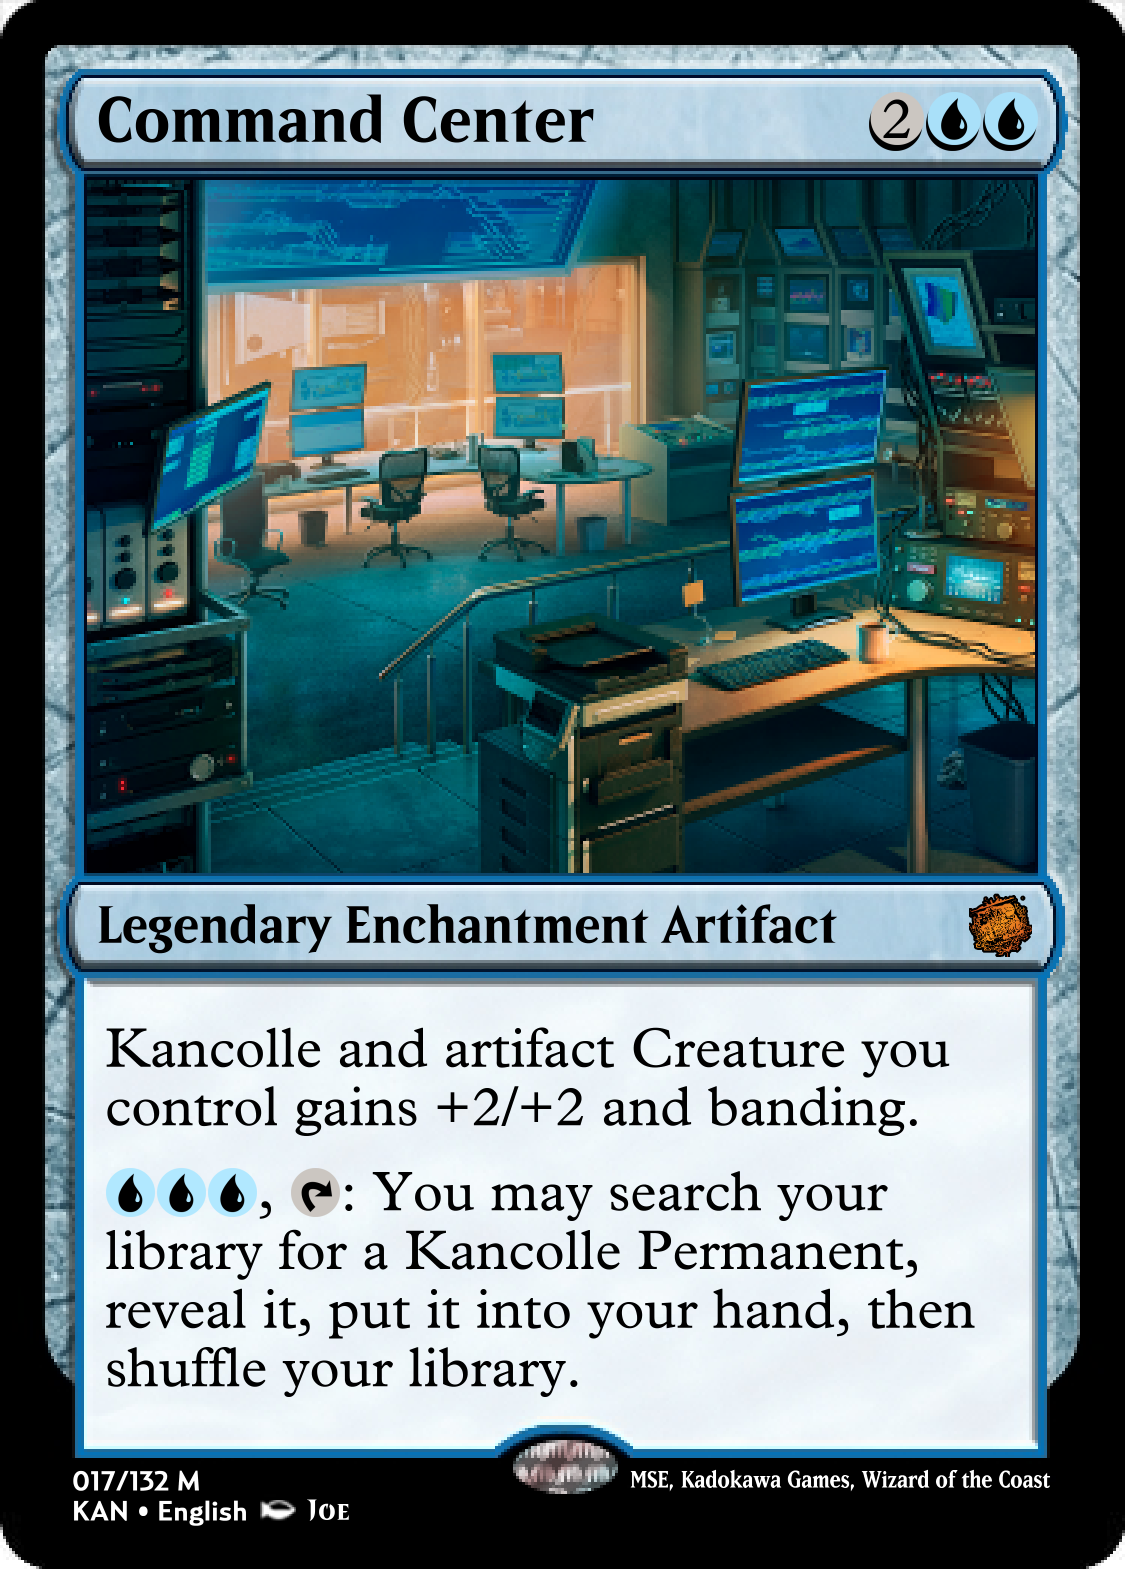 Command Center 2
Legendary Enchantment Artifact
Kancolle and artifact Creature you
control gains +2/+2 and banding.
, : You may search your
library for a Kancolle Permanent,
reveal it, put it into your hand, then
shuffle your library.
017/132 M
KAN • English JOE
MSE, Kadokawa Games, Wizard of the Coast